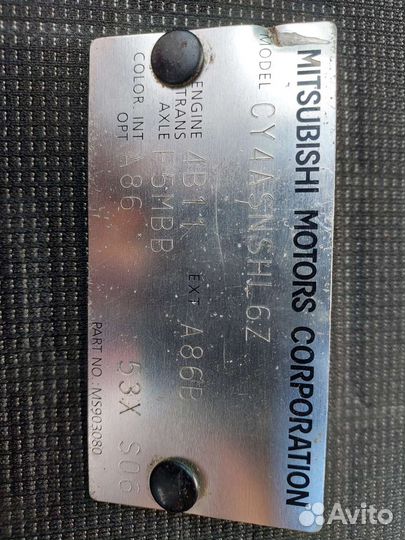 MITSUBISHI MOTORS CORPORATION
MODEL CY4ASNSHL6Z
ENGINE 4B11 EXT A86B
TRANS AXLE F5MBB
COLOR, INT OPT A86 53X S06
PART NO., MS903080
Avito